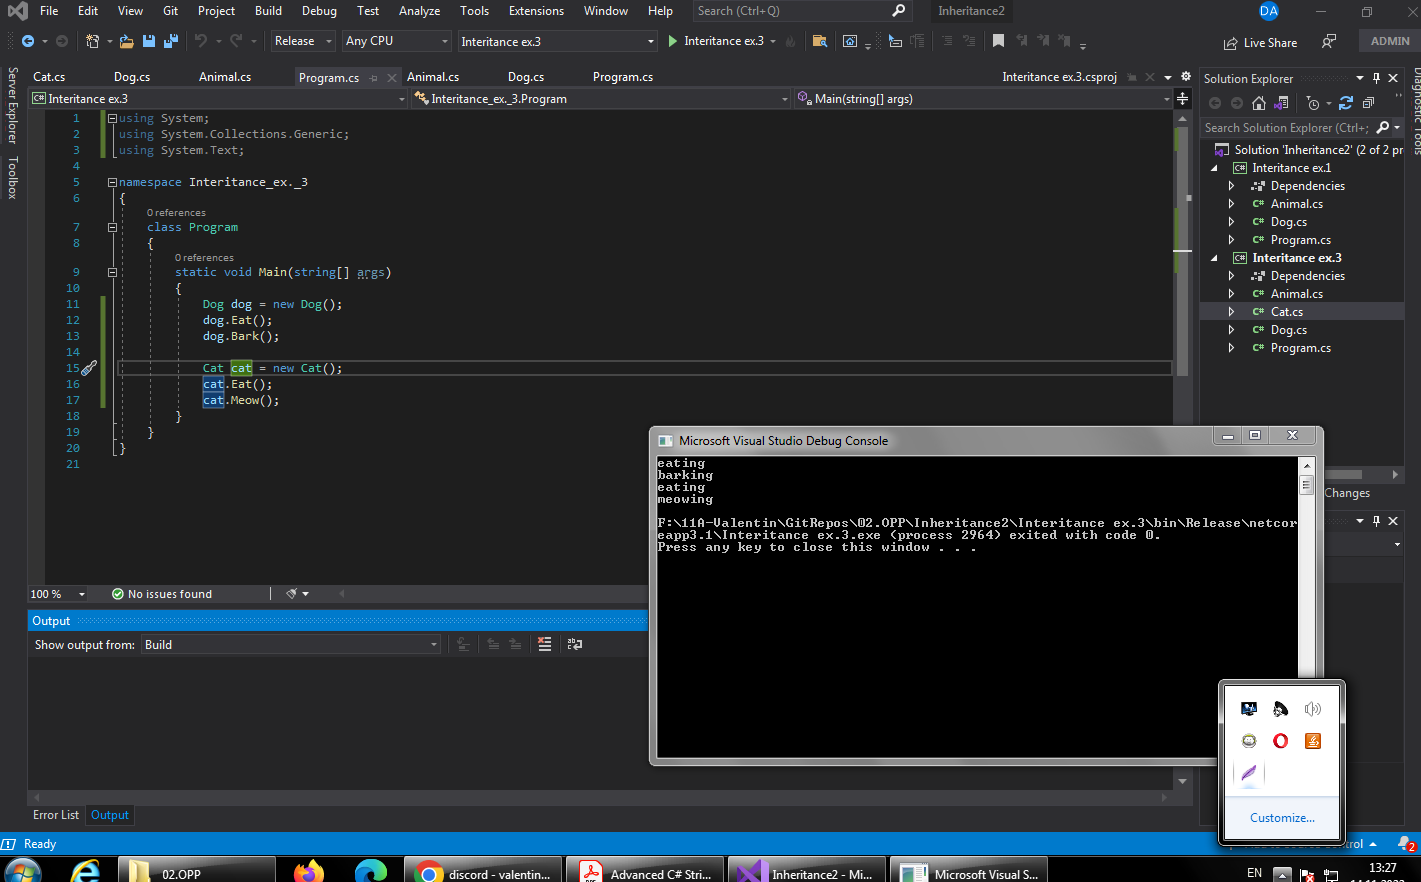 File Edit View Git Project Build Debug Test Analyze Tools Extensions Window Help Search (Ctrl+Q) Inheritance2 DA
Release Any CPU Interitance ex.3 Interitance ex.3 Live Share ADMIN
Server Explorer
Toolbox
Cat.cs Dog.cs Animal.cs Program.cs Animal.cs Dog.cs Program.cs Interitance ex.3.csproj
Interitance ex.3 Interitance_ex._3.Program Main(string[] args)
1 using System;
2 using System.Collections.Generic;
3 using System.Text;
4
5 namespace Interitance_ex._3
6 {
0 references
7 class Program
8 {
0 references
9 static void Main(string[] args)
10 {
11 Dog dog = new Dog();
12 dog.Eat();
13 dog.Bark();
14
15 Cat cat = new Cat();
16 cat.Eat();
17 cat.Meow();
18 }
19 }
20 }
21
100 % No issues found
Output
Show output from: Build
Error List Output
Ready
Solution Explorer
Search Solution Explorer (Ctrl+;
Solution 'Inheritance2' (2 of 2 pr
Interitance ex.1
Dependencies
Animal.cs
Dog.cs
Program.cs
Interitance ex.3
Dependencies
Animal.cs
Cat.cs
Dog.cs
Program.cs
Diagnostic Tools
Changes
Microsoft Visual Studio Debug Console
eating
barking
eating
meowing
F:\11A-Valentin\GitRepos\02.OPP\Inheritance2\Interitance ex.3\bin\Release\netcor
eapp3.1\Interitance ex.3.exe (process 2964) exited with code 0.
Press any key to close this window . . .
Customize...
2
02.OPP discord - valentin... Advanced C# Stri... Inheritance2 - Mi... Microsoft Visual S... EN 13:27